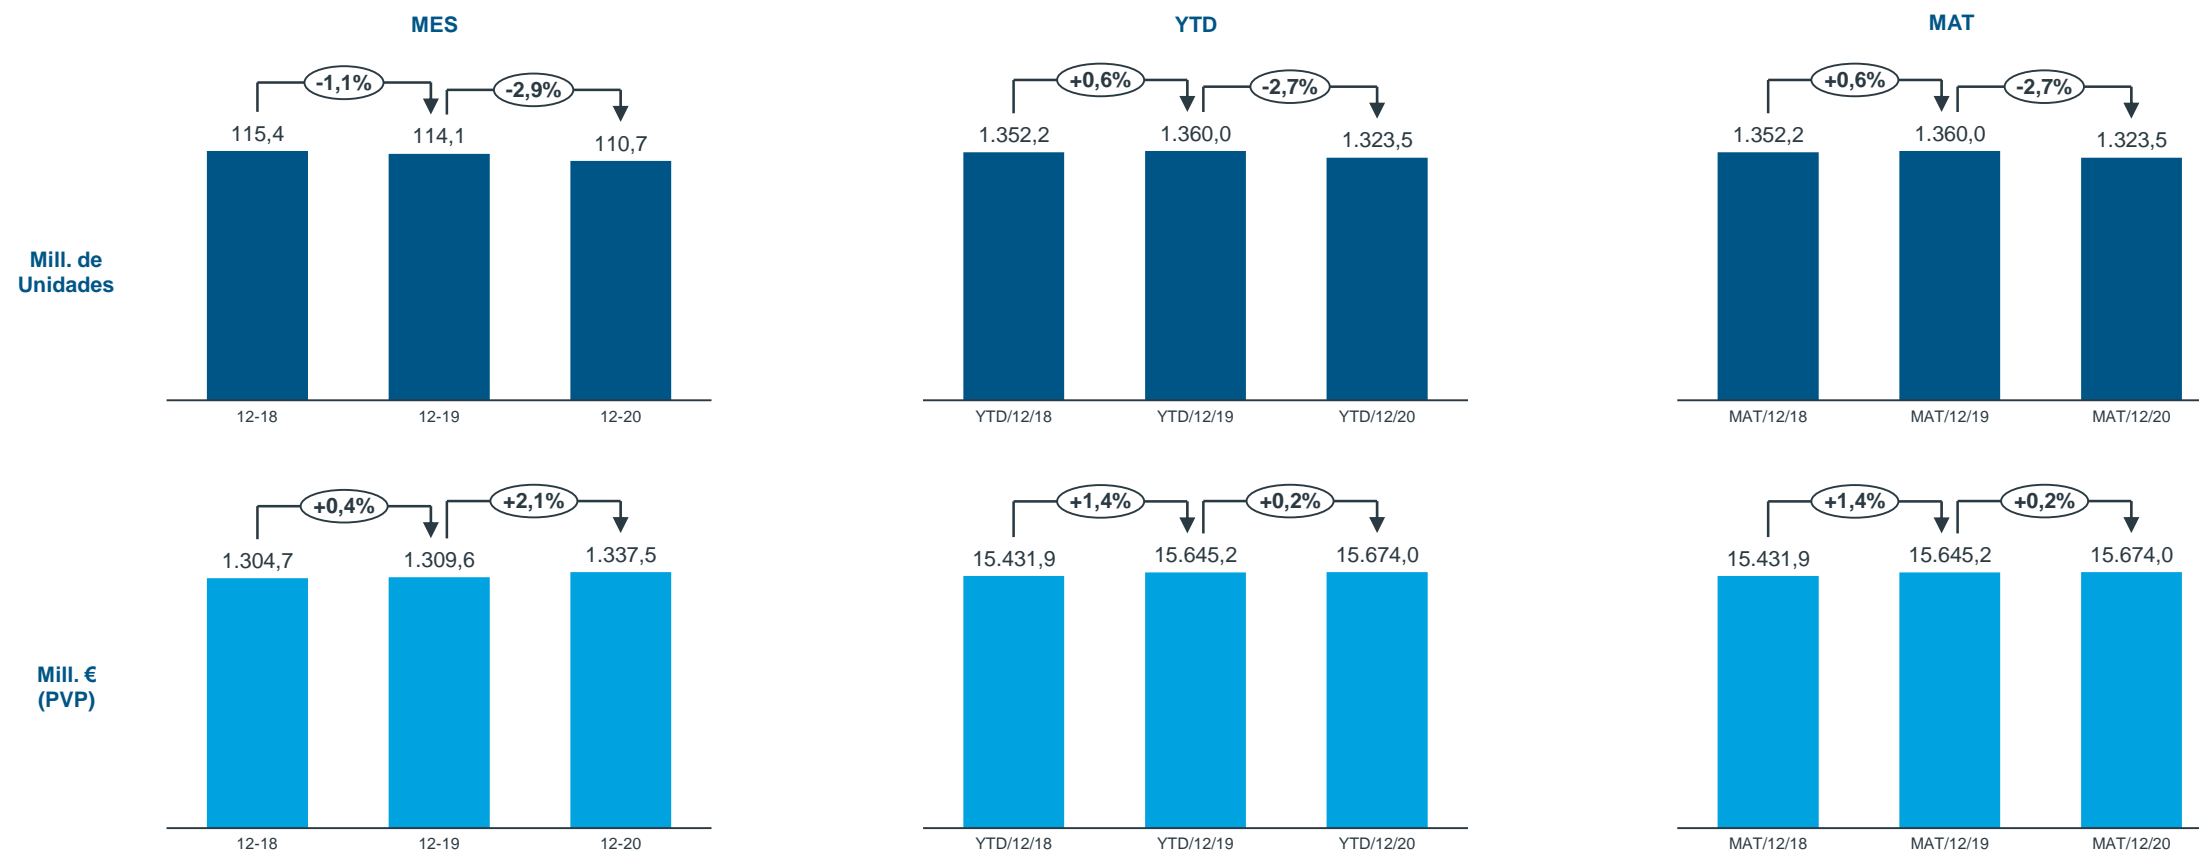 MES
YTD
MAT
-1,1%
-2,9%
+0,6%
-2,7%
+0,6%
-2,7%
115,4
114,1
110,7
1.352,2
1.360,0
1.323,5
1.352,2
1.360,0
1.323,5
Mill. de
Unidades
12-18
12-19
12-20
YTD/12/18
YTD/12/19
YTD/12/20
MAT/12/18
MAT/12/19
MAT/12/20
+0,4%
+2,1%
+1,4%
+0,2%
+1,4%
+0,2%
1.304,7
1.309,6
1.337,5
15.431,9
15.645,2
15.674,0
15.431,9
15.645,2
15.674,0
Mill. €
(PVP)
12-18
12-19
12-20
YTD/12/18
YTD/12/19
YTD/12/20
MAT/12/18
MAT/12/19
MAT/12/20